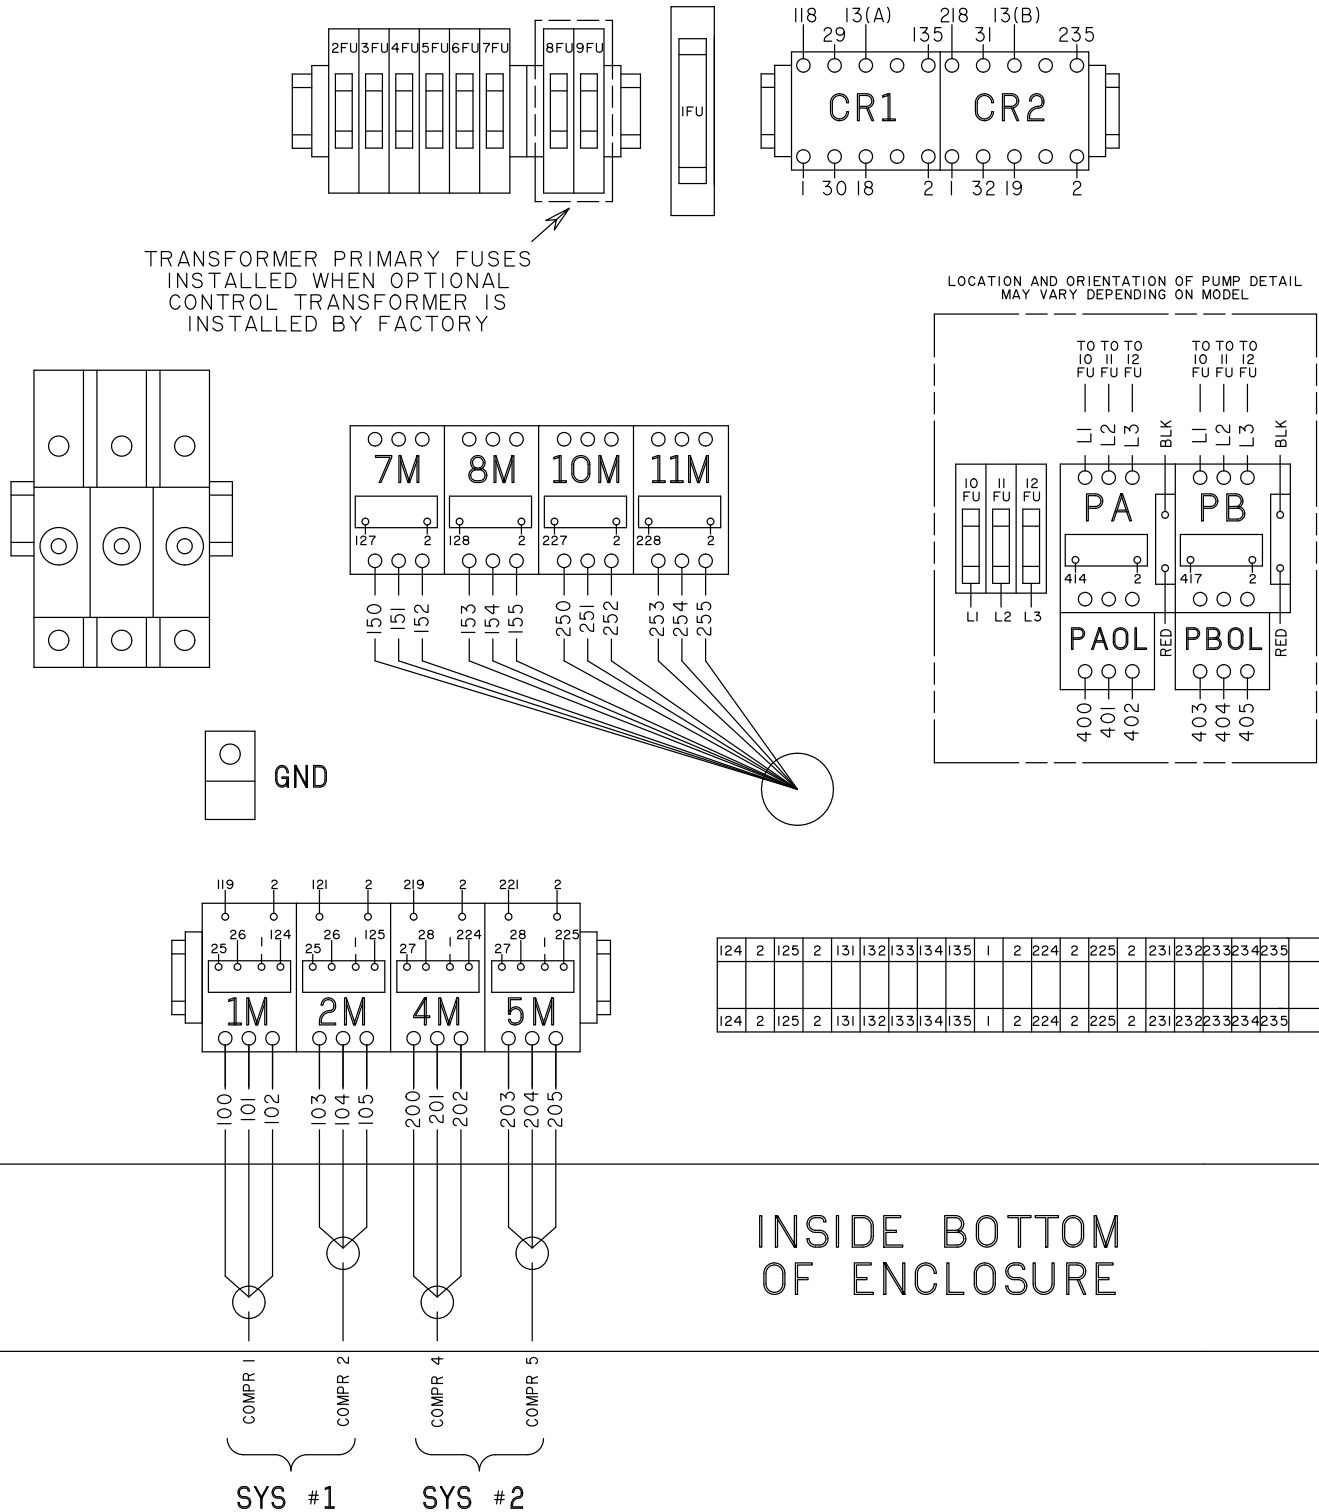 118 13(A) 218 13(B)
29 135 31 235
2FU 3FU 4FU 5FU 6FU 7FU 8FU 9FU
1FU
CR1 CR2
1 30 18 2 1 32 19 2
TRANSFORMER PRIMARY FUSES
INSTALLED WHEN OPTIONAL
CONTROL TRANSFORMER IS
INSTALLED BY FACTORY
LOCATION AND ORIENTATION OF PUMP DETAIL
MAY VARY DEPENDING ON MODEL
TO TO TO TO TO TO
10 11 12 10 11 12
FU FU FU FU FU FU
L1 L2 L3 BLK L1 L2 L3 BLK
7M 8M 10M 11M
10 11 12
FU FU FU
PA PB
127 2 128 2 227 2 228 2
414 2 417 2
150 151 152 153 154 155 250 251 252 253 254 255
L1 L2 L3
PAOL RED PBOL RED
400 401 402 403 404 405
GND
119 2 121 2 219 2 221 2
26 124 26 125 28 224 28 225
25 1 25 1 27 1 27 1
1M 2M 4M 5M
124 2 125 2 131 132 133 134 135 1 2 224 2 225 2 231 232 233 234 235
124 2 125 2 131 132 133 134 135 1 2 224 2 225 2 231 232 233 234 235
100 101 102 103 104 105 200 201 202 203 204 205
INSIDE BOTTOM
OF ENCLOSURE
COMPR 1 COMPR 2 COMPR 4 COMPR 5
SYS #1 SYS #2